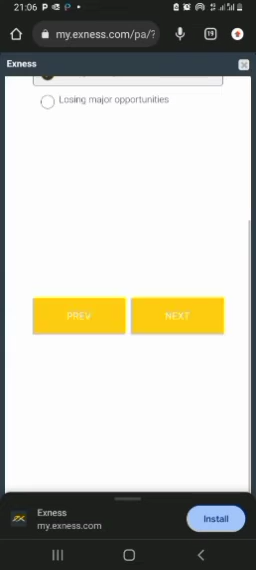 21:06
my.exness.com/pa/?
19
Exness
Losing major opportunities
PREV
NEXT
Exness
my.exness.com
Install